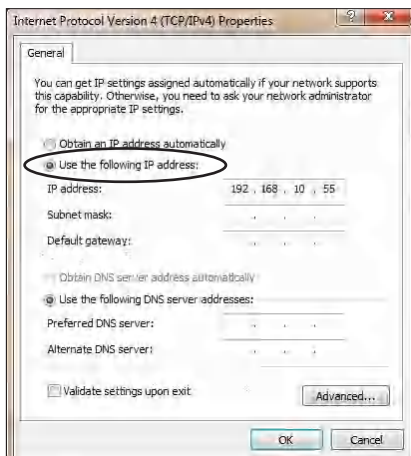 Internet Protocol Version 4 (TCP/IPv4) Properties
General
You can get IP settings assigned automatically if your network supports
this capability. Otherwise, you need to ask your network administrator
for the appropriate IP settings.
Obtain an IP address automatically
Use the following IP address:
IP address: 192 . 168 . 10 . 55
Subnet mask: . . .
Default gateway: . . .
Obtain DNS server address automatically
Use the following DNS server addresses:
Preferred DNS server: . . .
Alternate DNS server: . . .
Validate settings upon exit
Advanced...
OK Cancel